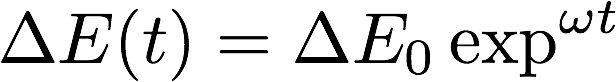 ΔE(t) = ΔE₀ exp^{ωt}